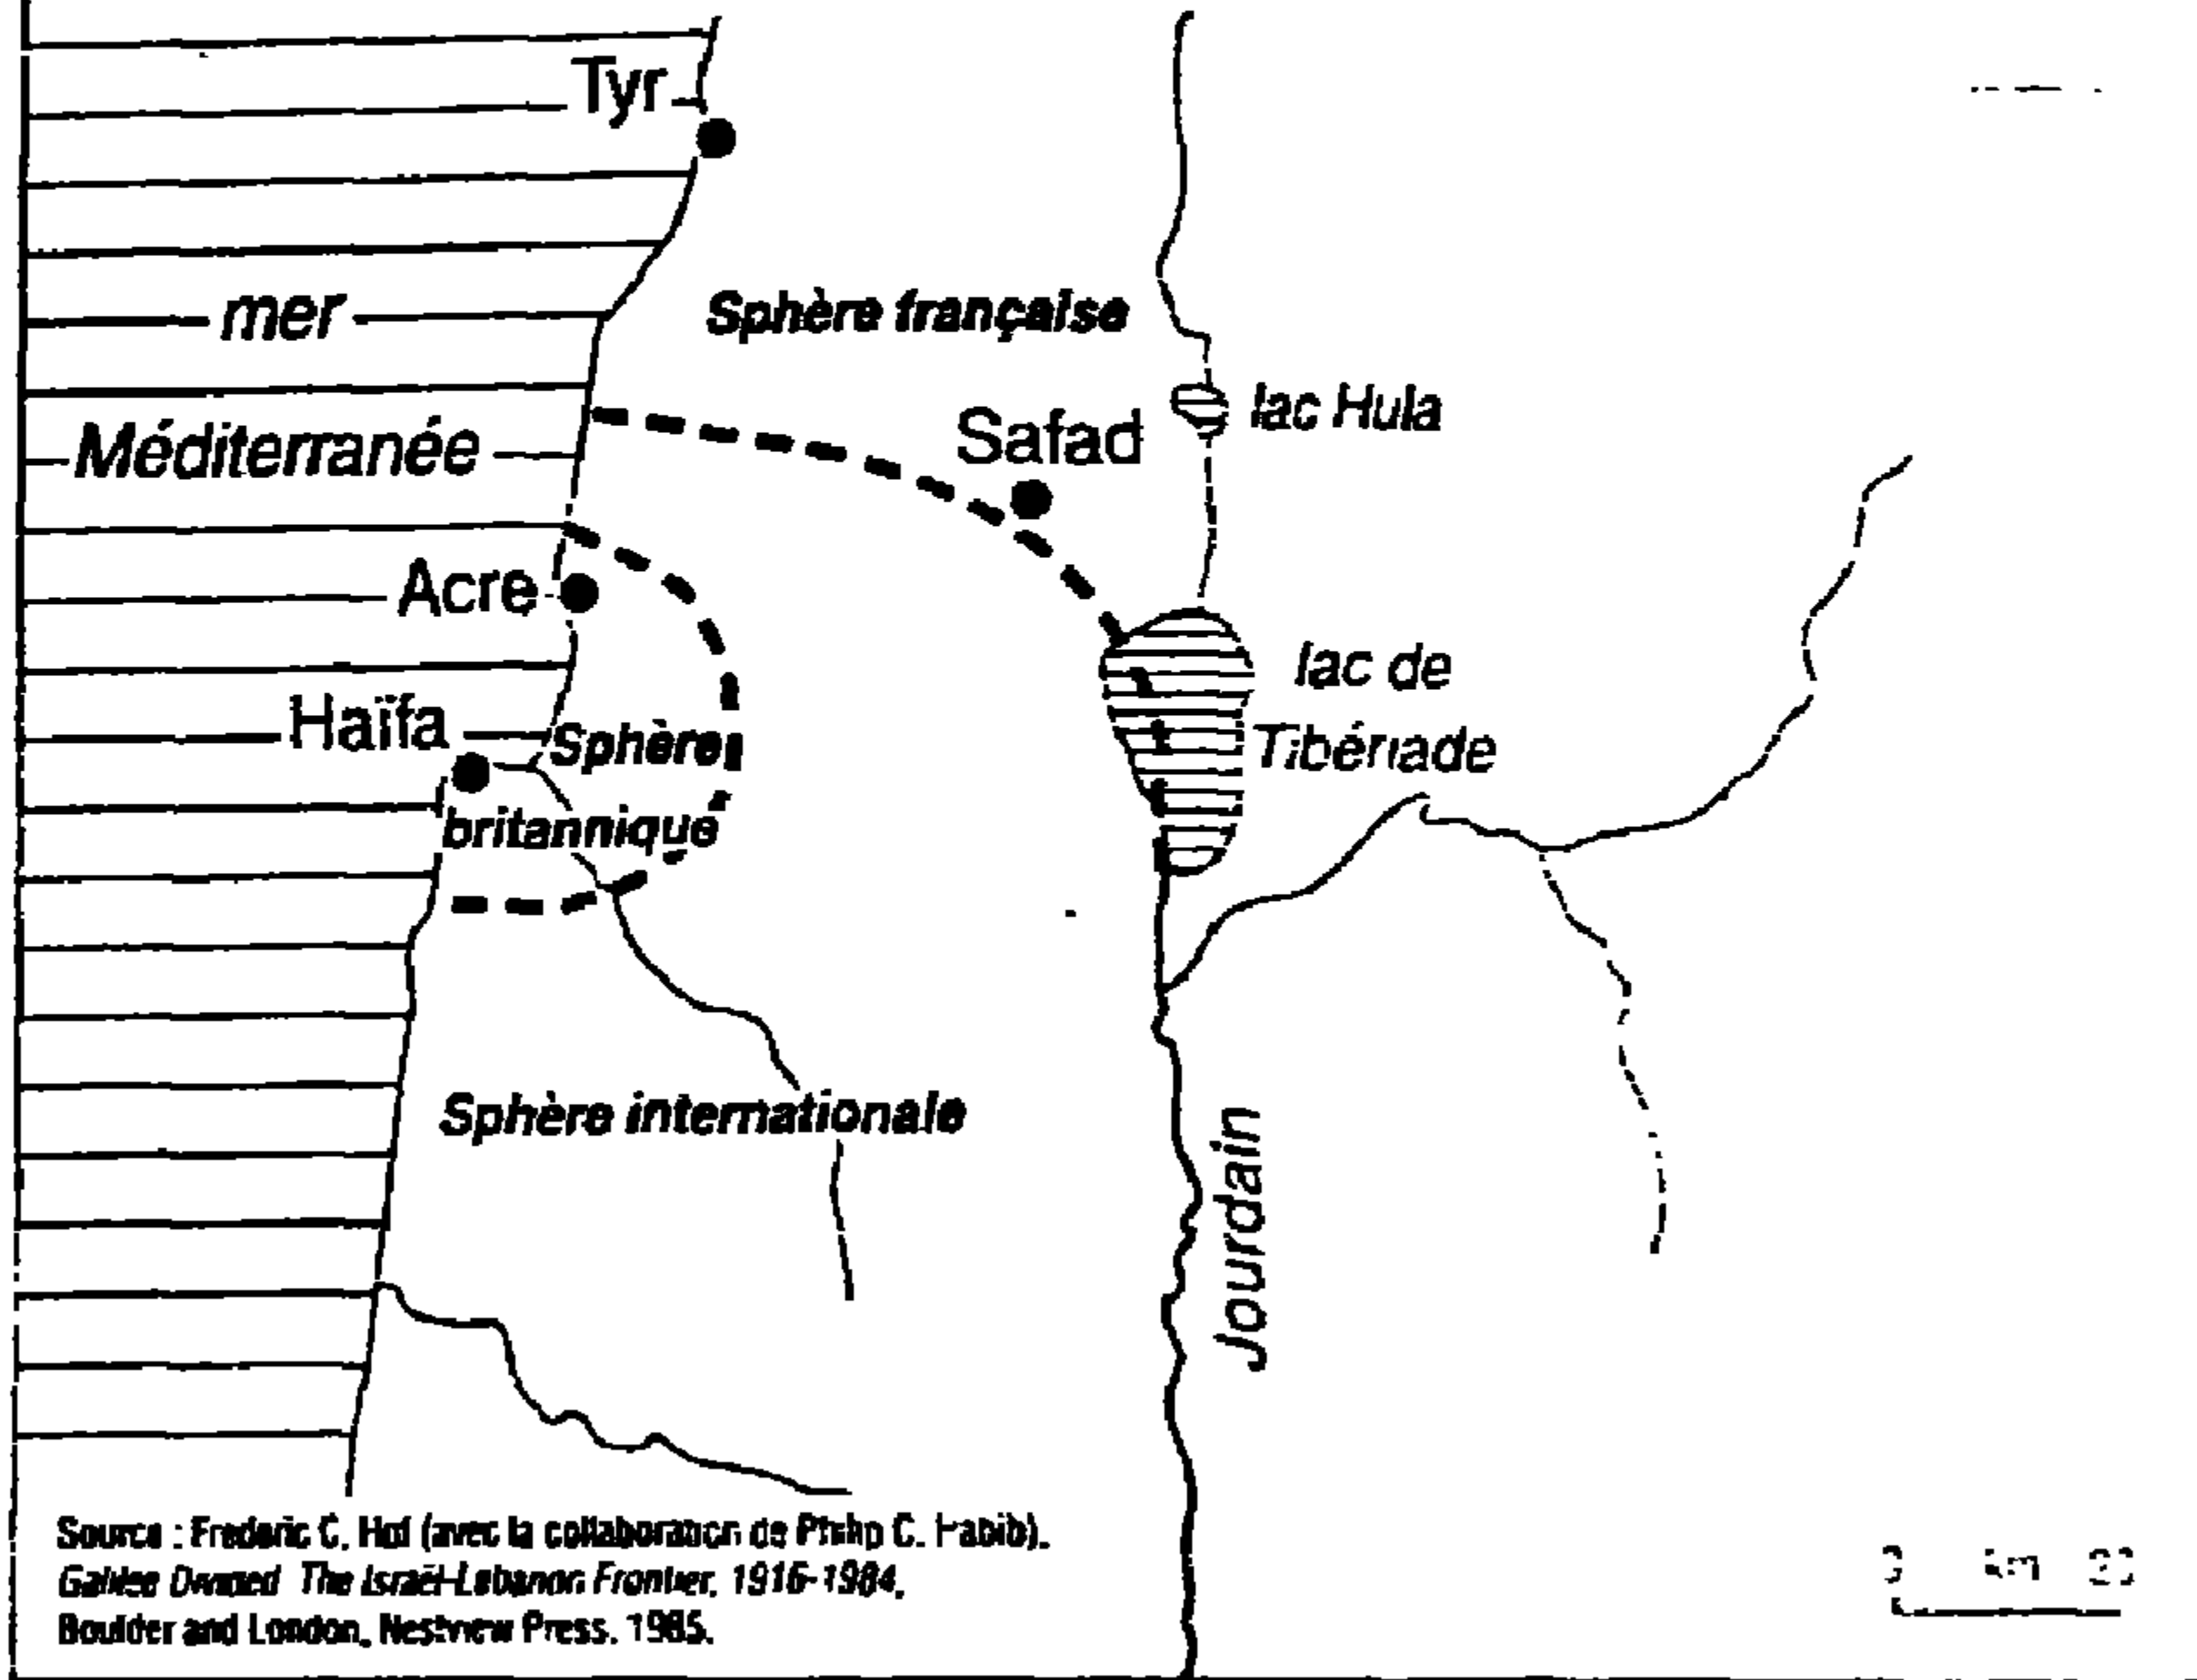 Tyr
mer
Sphère française
Méditerranée
Safad
lac Hula
Acre
lac de
Tibériade
Haïfa
Sphère
britannique
Sphère internationale
Jourdain
Source : Frederic C. Hof (avec la collaboration de Philip C. Habib).
Galilee Divided The Israël-Lebanon Frontier, 1916-1984,
Boulder and London, Westview Press, 1985.
km